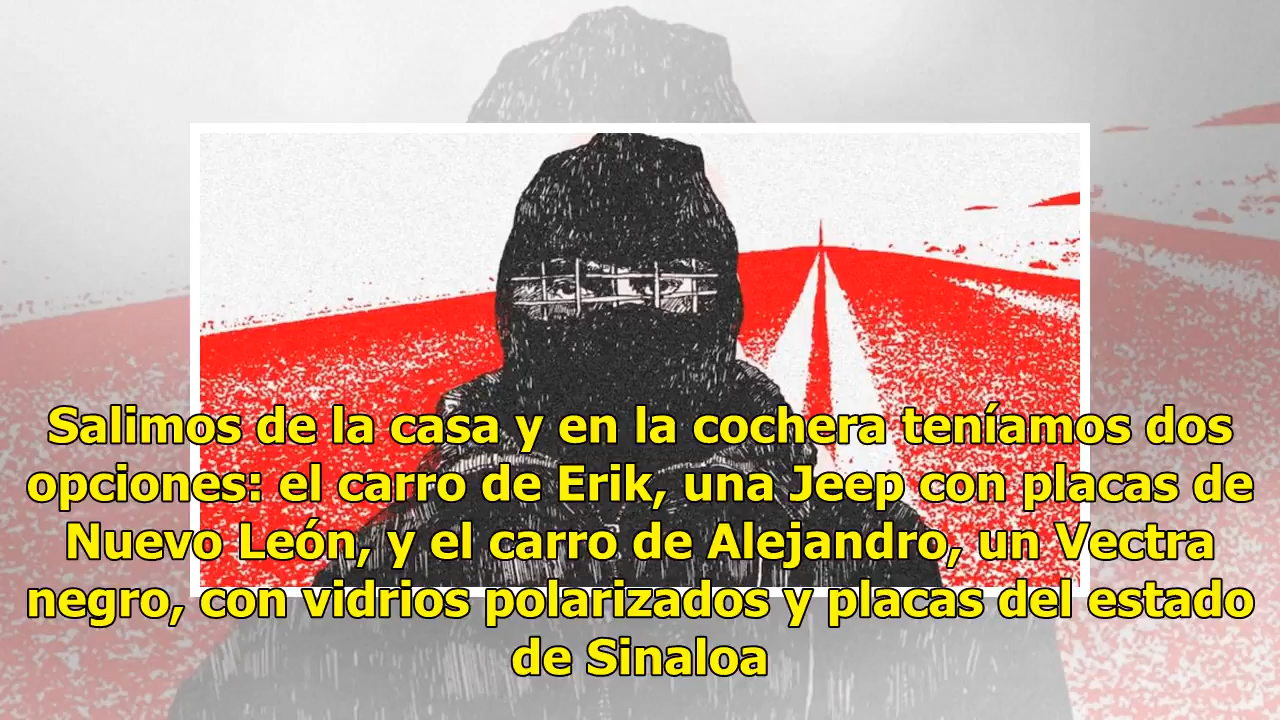 Salimos de la casa y en la cochera teníamos dos
opciones: el carro de Erik, una Jeep con placas de
Nuevo León, y el carro de Alejandro, un Vectra
negro, con vidrios polarizados y placas del estado
de Sinaloa